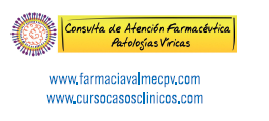 Consulta de Atención Farmacéutica
Patologías Víricas
www.farmaciavalmecpv.com
www.cursocasosclinicos.com